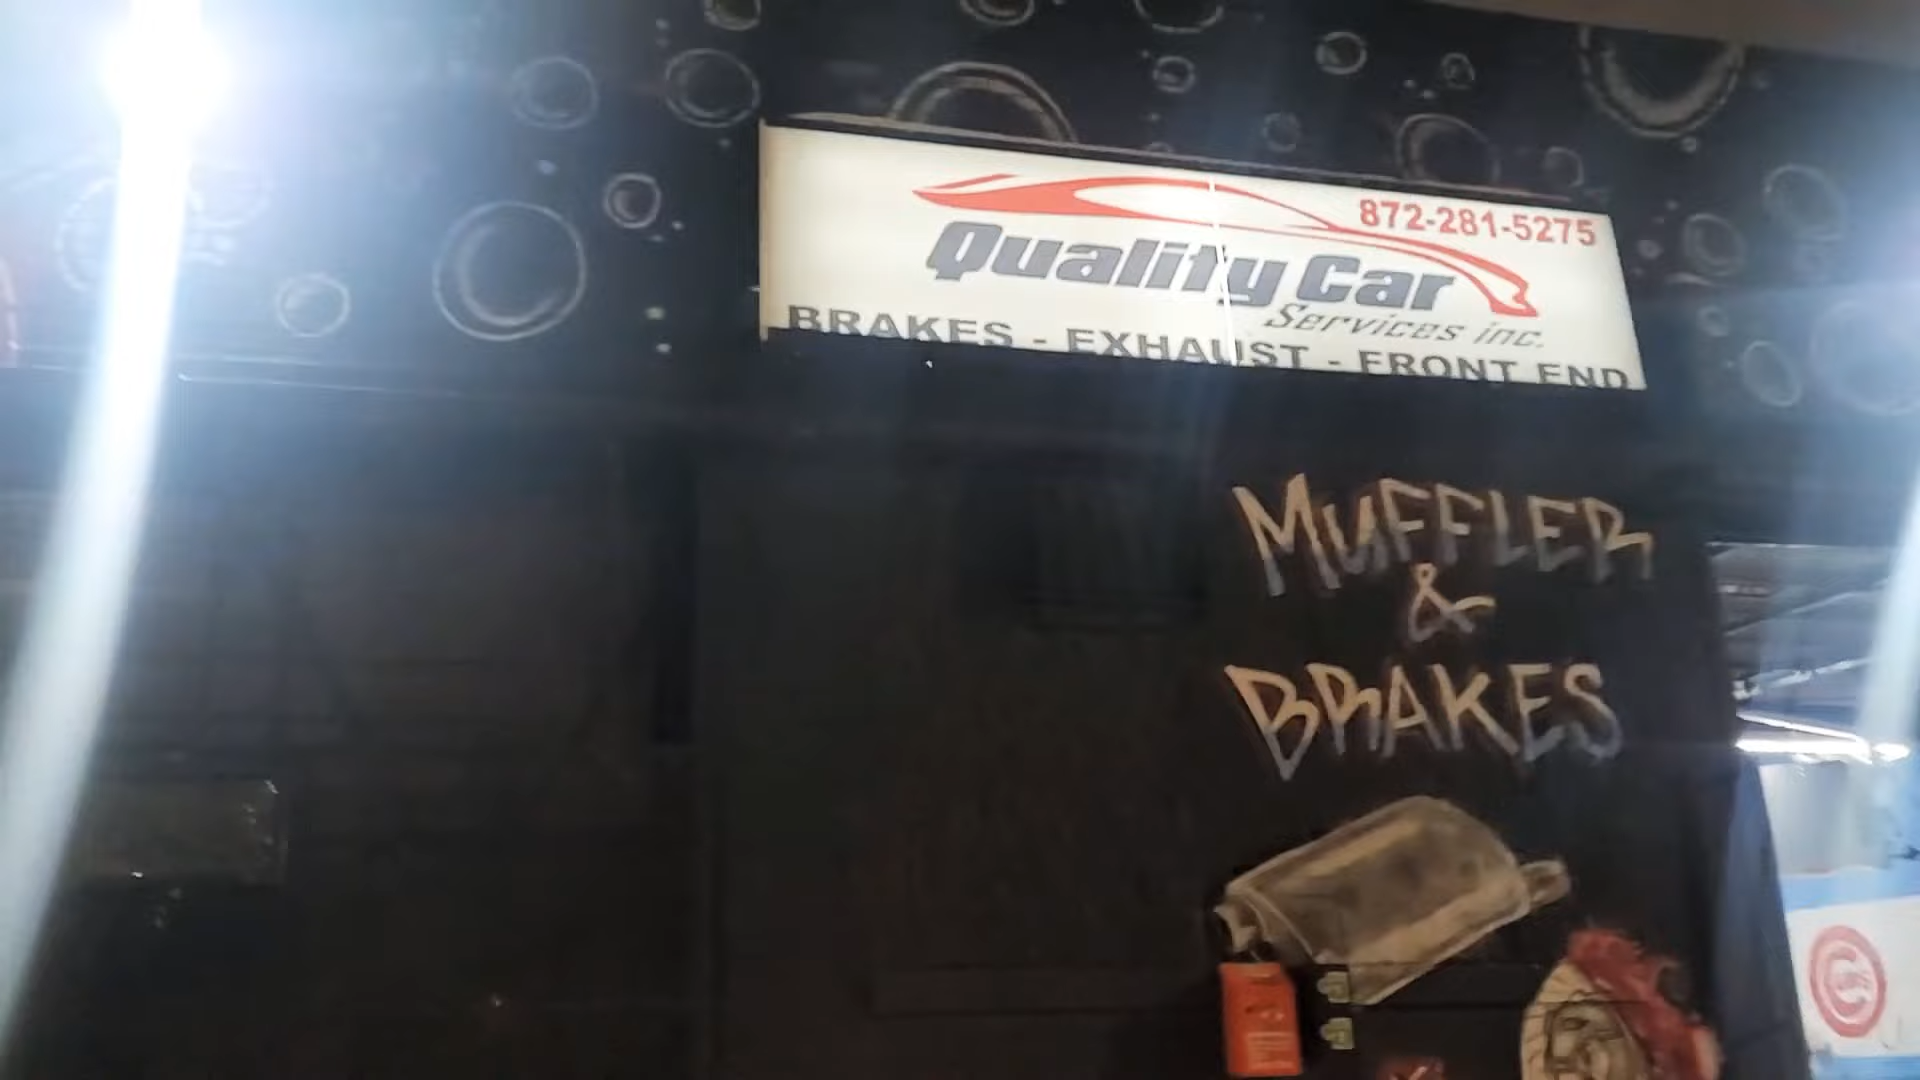 872-281-5275
Quality Car
Services inc.
BRAKES - EXHAUST - FRONT END
MUFFLER
&
BRAKES